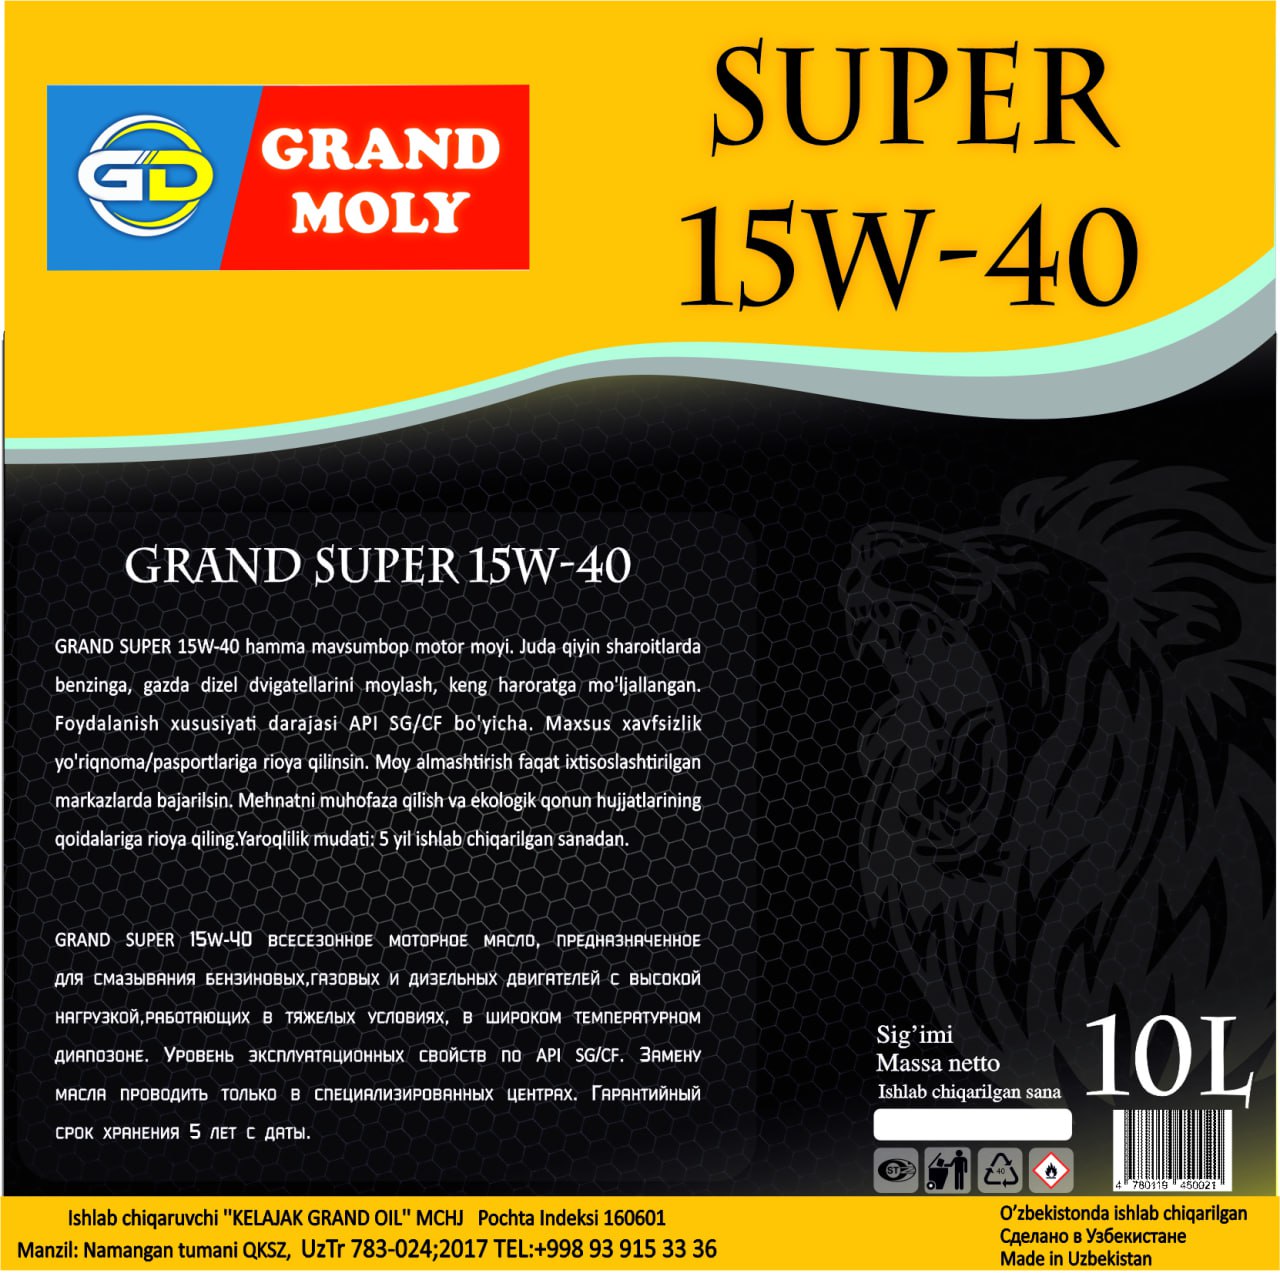 GD
GRAND
MOLY
SUPER
15W-40
GRAND SUPER 15W-40
GRAND SUPER 15W-40 hamma mavsumbop motor moyi. Juda qiyin sharoitlarda
benzinga, gazda dizel dvigatellarini moylash, keng haroratga mo'ljallangan.
Foydalanish xususiyati darajasi API SG/CF bo'yicha. Maxsus xavfsizlik
yo'riqnoma/pasportlariga rioya qilinsin. Moy almashtirish faqat ixtisoslashtirilgan
markazlarda bajarilsin. Mehnatni muhofaza qilish va ekologik qonun hujjatlarining
qoidalariga rioya qiling.Yaroqlilik mudati: 5 yil ishlab chiqarilgan sanadan.
GRAND SUPER 15W-40 всесезонное моторное масло, предназначенное
для смазывания бензиновых,газовых и дизельных двигателей с высокой
нагрузкой,работающих в тяжелых условиях, в широком температурном
диапозоне. Уровень эксплуатационных свойств по API SG/CF. Замену
масла проводить только в специализированных центрах. Гарантийный
срок хранения 5 лет с даты.
Sig'imi
Massa netto
Ishlab chiqarilgan sana
10L
ST
40
4 780119 450021
Ishlab chiqaruvchi "KELAJAK GRAND OIL" MCHJ Pochta Indeksi 160601
Manzil: Namangan tumani QKSZ, UzTr 783-024;2017 TEL:+998 93 915 33 36
O'zbekistonda ishlab chiqarilgan
Сделано в Узбекистане
Made in Uzbekistan